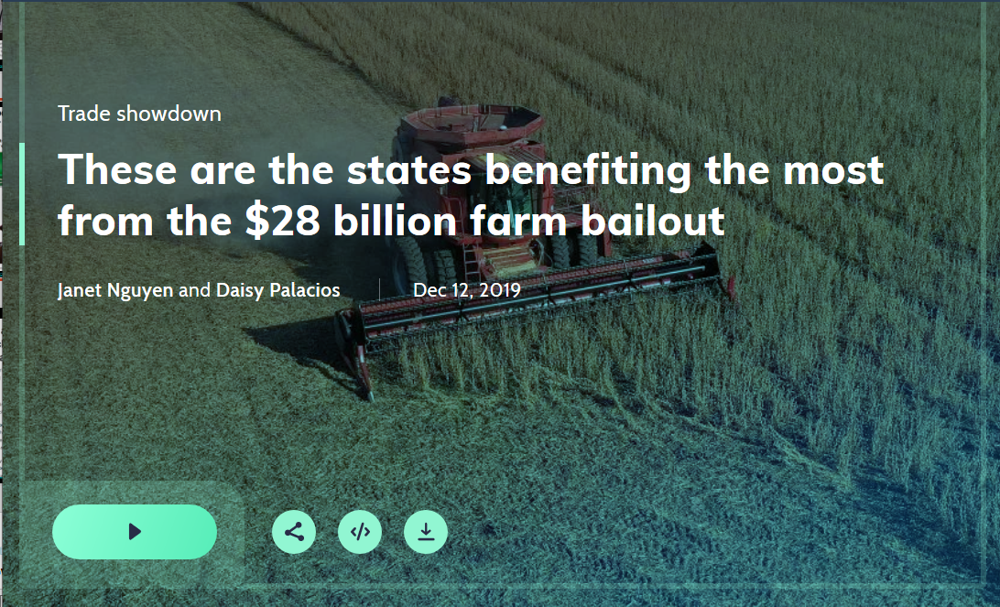 Trade showdown
These are the states benefiting the most
from the $28 billion farm bailout
Janet Nguyen and Daisy Palacios | Dec 12, 2019